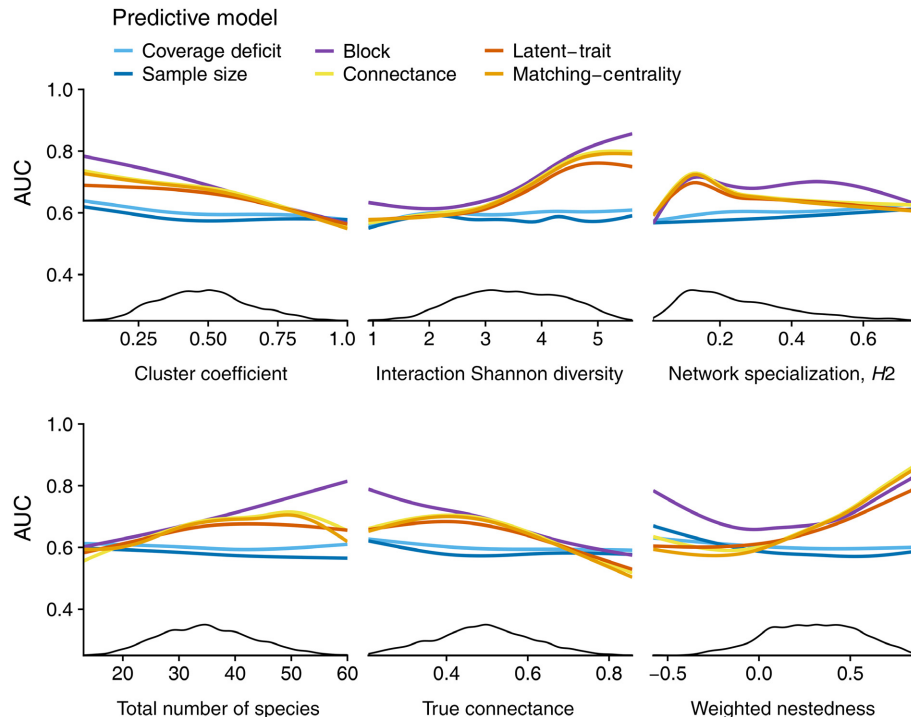 Predictive model
Coverage deficit Block Latent-trait
Sample size Connectance Matching-centrality
1.0
0.8
0.6
0.4
AUC
0.25 0.50 0.75 1.0 1 2 3 4 5 0.2 0.4 0.6
Cluster coefficient Interaction Shannon diversity Network specialization, H2
1.0
0.8
0.6
0.4
AUC
20 30 40 50 60 0.4 0.6 0.8 −0.5 0.0 0.5
Total number of species True connectance Weighted nestedness